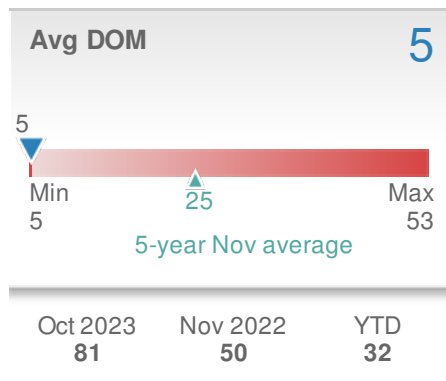 Avg DOM 5
5
Min 25 Max
5 53
5-year Nov average
Oct 2023 Nov 2022 YTD
81 50 32